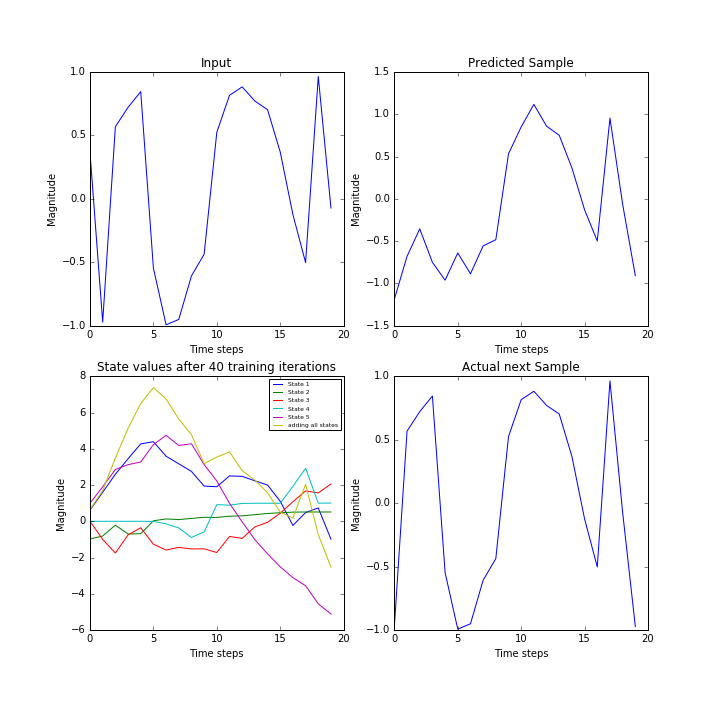 Input
1.0
0.5
0.0
−0.5
−1.0
Magnitude
0 5 10 15 20
Time steps
Predicted Sample
1.5
1.0
0.5
0.0
−0.5
−1.0
−1.5
Magnitude
0 5 10 15 20
Time steps
State values after 40 training iterations
8
6
4
2
0
−2
−4
−6
Magnitude
State 1
State 2
State 3
State 4
State 5
adding all states
0 5 10 15 20
Time steps
Actual next Sample
1.0
0.5
0.0
−0.5
−1.0
Magnitude
0 5 10 15 20
Time steps